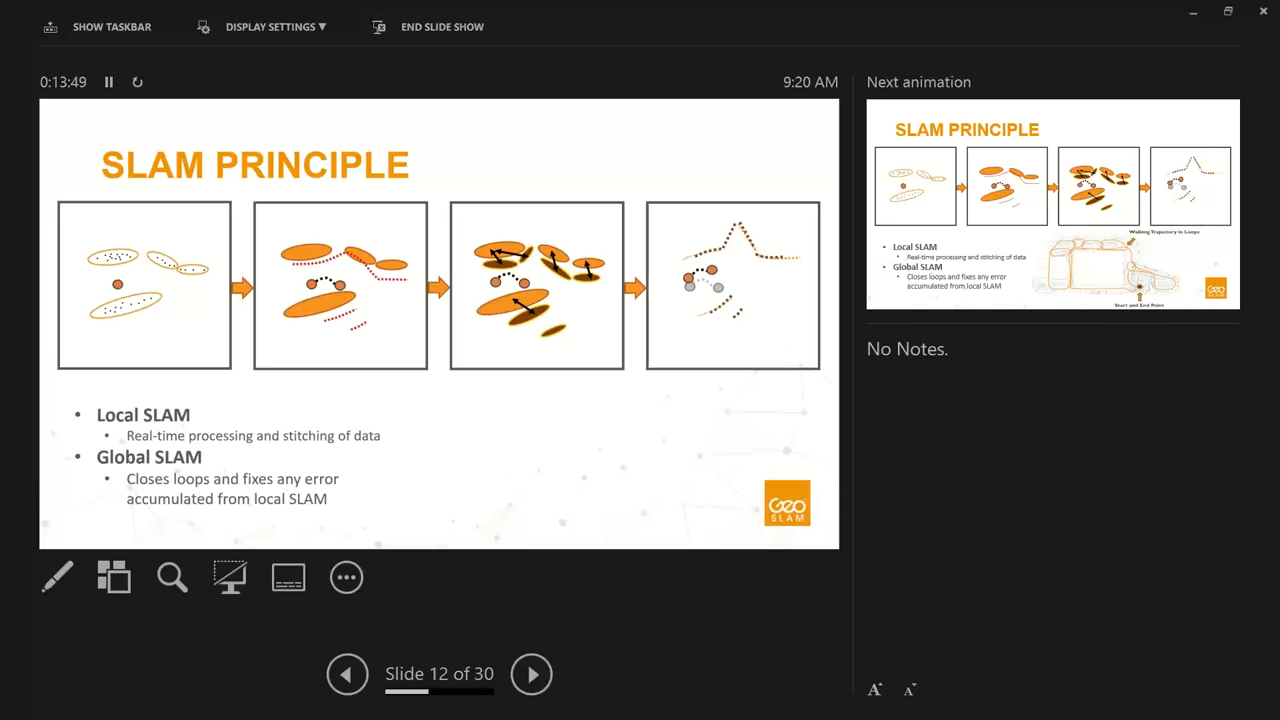 SHOW TASKBAR
DISPLAY SETTINGS ▼
END SLIDE SHOW
0:13:49
9:20 AM
SLAM PRINCIPLE
• Local SLAM
• Real-time processing and stitching of data
• Global SLAM
• Closes loops and fixes any error
accumulated from local SLAM
GEO
SLAM
Slide 12 of 30
Next animation
SLAM PRINCIPLE
Walking Trajectory in Loops
• Local SLAM
• Real-time processing and stitching of data
• Global SLAM
• Closes loops and fixes any error
accumulated from local SLAM
GEO
SLAM
Start and End Point
No Notes.
A A